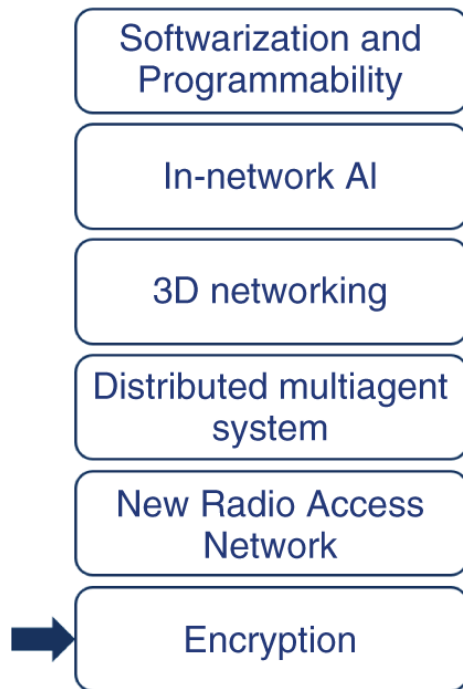 Softwarization and
Programmability
In-network AI
3D networking
Distributed multiagent
system
New Radio Access
Network
Encryption